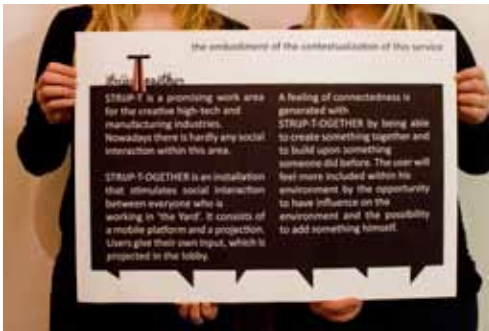 the embodiment of the contextualization of this service
strijp-T-ogether
STRIJP-T is a promising work area
for the creative high-tech and
manufacturing industries.
Nowadays there is hardly any social
interaction within this area.
STRIJP-T-OGETHER is an installation
that stimulates social interaction
between everyone who is
working in 'the Yard'. It consists of
a mobile platform and a projection.
Users give their own input, which is
projected in the lobby.
A feeling of connectedness is
generated with
STRIJP-T-OGETHER by being able
to create something together and
to build upon something
someone did before. The user will
feel more included within his
environment by the opportunity
to have influence on the
environment and the possibility
to add something himself.